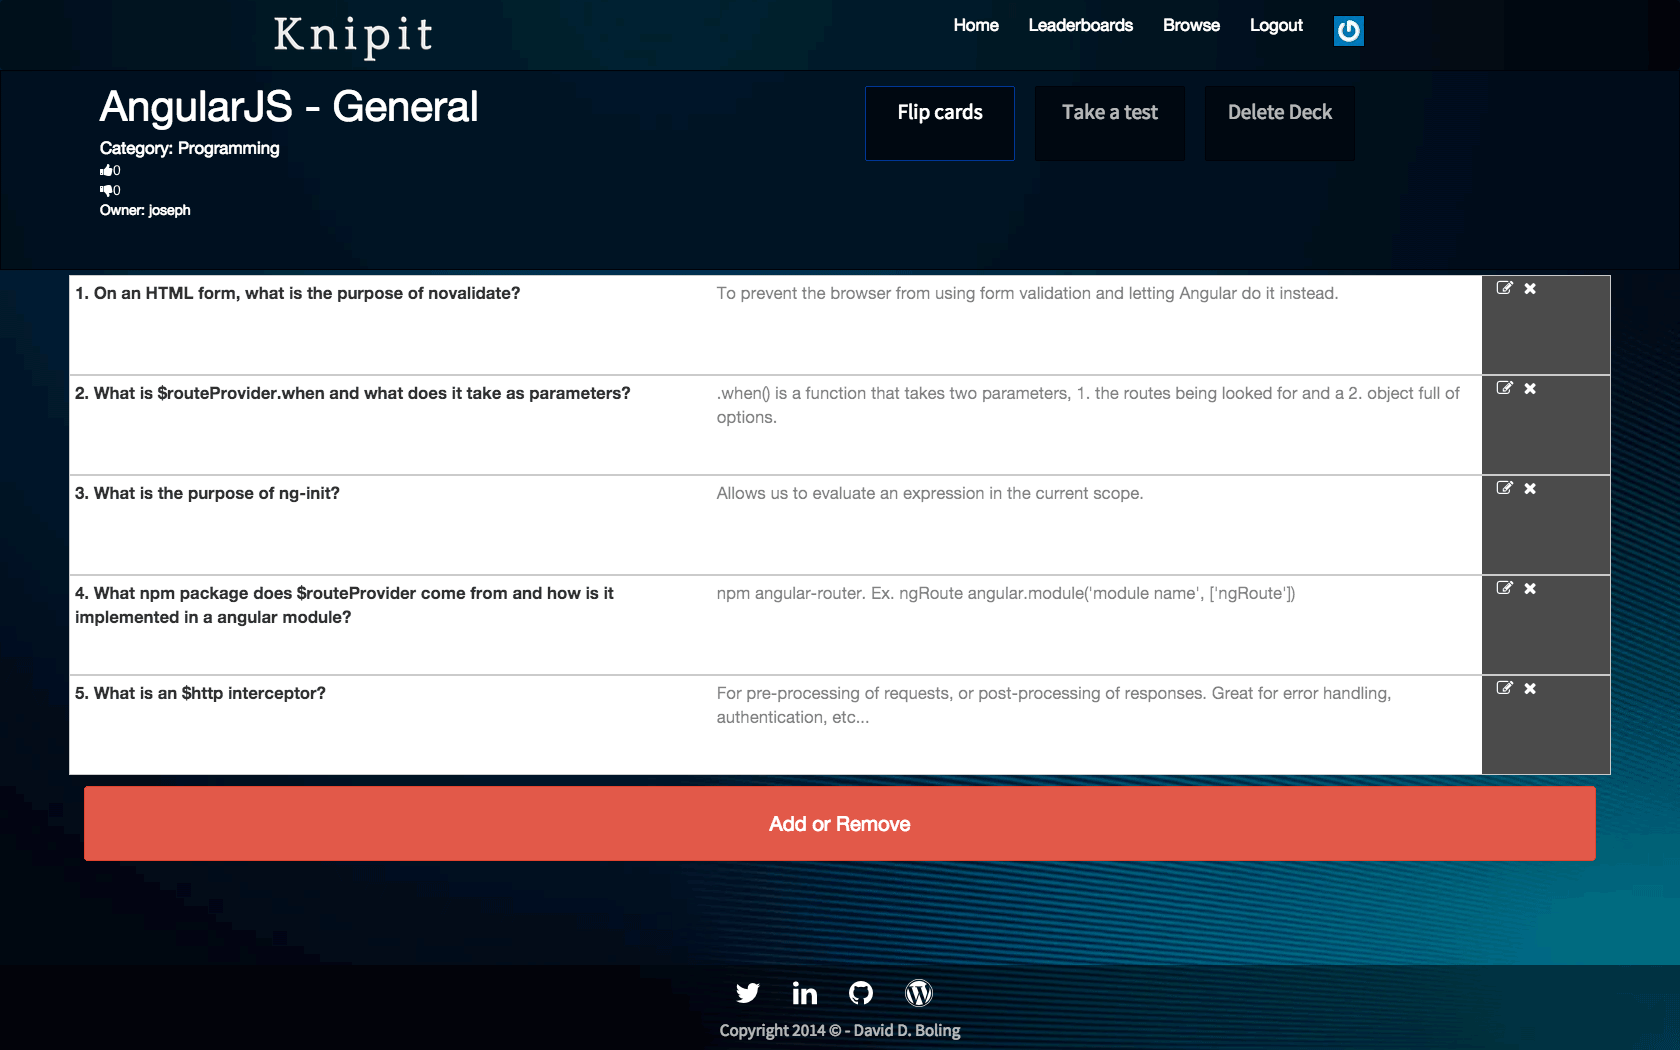 Knipit
Home Leaderboards Browse Logout
AngularJS - General
Flip cards Take a test Delete Deck
Category: Programming
0
0
Owner: joseph
1. On an HTML form, what is the purpose of novalidate?
To prevent the browser from using form validation and letting Angular do it instead.
2. What is $routeProvider.when and what does it take as parameters?
.when() is a function that takes two parameters, 1. the routes being looked for and a 2. object full of
options.
3. What is the purpose of ng-init?
Allows us to evaluate an expression in the current scope.
4. What npm package does $routeProvider come from and how is it
implemented in a angular module?
npm angular-router. Ex. ngRoute angular.module('module name', ['ngRoute'])
5. What is an $http interceptor?
For pre-processing of requests, or post-processing of responses. Great for error handling,
authentication, etc...
Add or Remove
Copyright 2014 © - David D. Boling